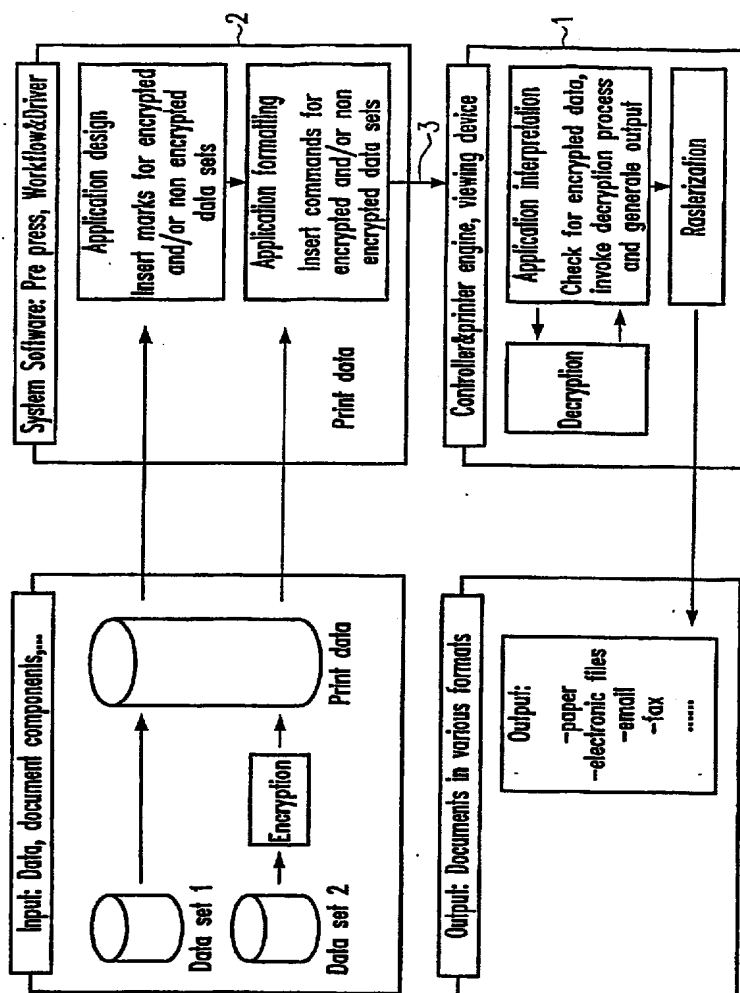 Input: Data, document components,...
Data set 1
Data set 2
Encryption
Print data
System Software: Pre press, Workflow&Driver
2
Application design
Insert marks for encrypted
and/or non encrypted
data sets
Application formatting
Insert commands for
encrypted and/or non
encrypted data sets
Print data
3
Output: Documents in various formats
Output:
-paper
-electronic files
-email
-fax
......
Controller&printer engine, viewing device
1
Decryption
Application interpretation
Check for encrypted data,
invoke decryption process
and generate output
Rasterization